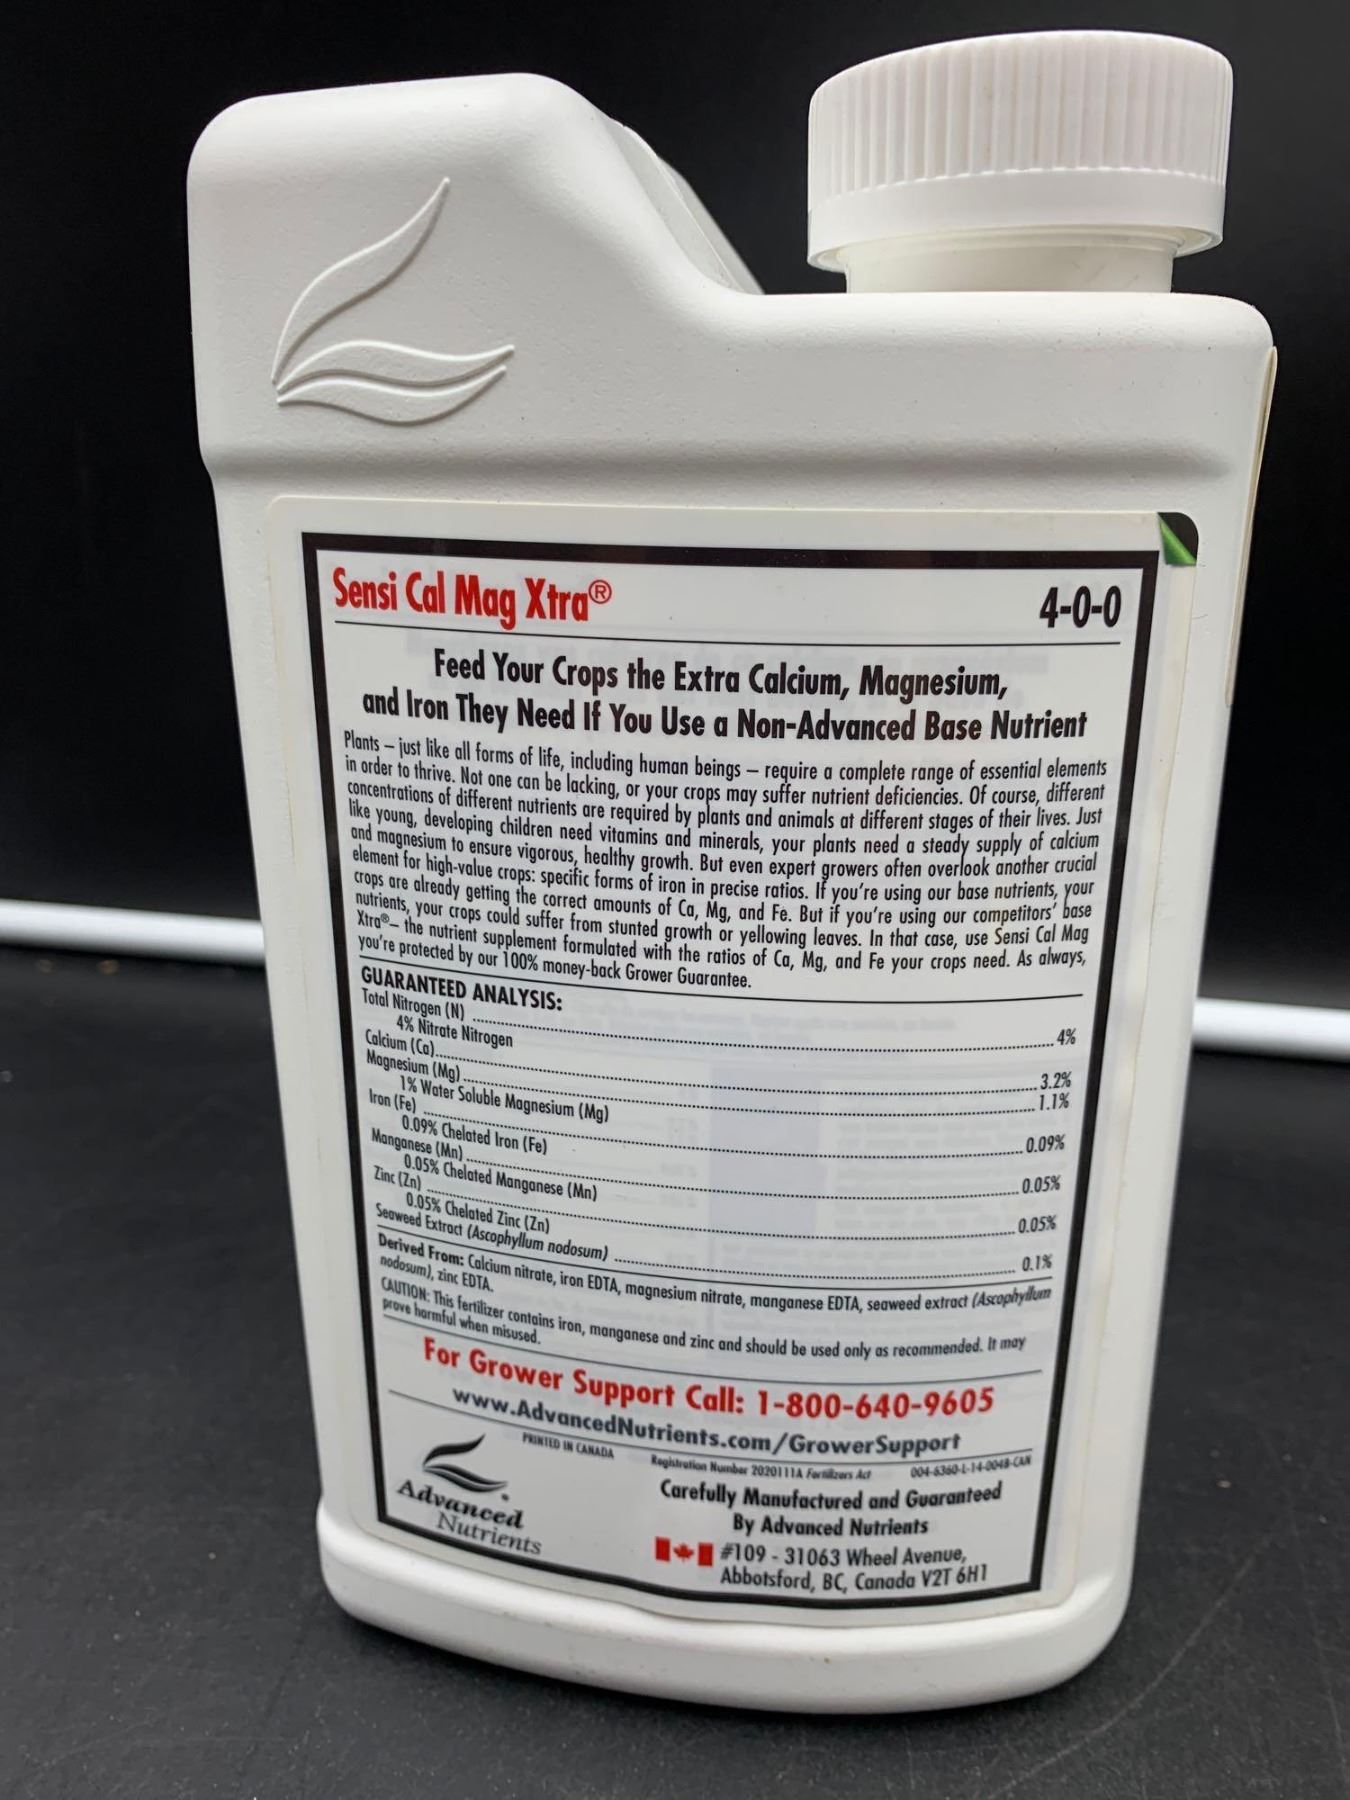 Sensi Cal Mag Xtra® 4-0-0
Feed Your Crops the Extra Calcium, Magnesium,
and Iron They Need If You Use a Non-Advanced Base Nutrient
Plants – just like all forms of life, including human beings – require a complete range of essential elements
in order to thrive. Not one can be lacking, or your crops may suffer nutrient deficiencies. Of course, different
concentrations of different nutrients are required by plants and animals at different stages of their lives. Just
like young, developing children need vitamins and minerals, your plants need a steady supply of calcium
and magnesium to ensure vigorous, healthy growth. But even expert growers often overlook another crucial
element for high-value crops: specific forms of iron in precise ratios. If you're using our base nutrients, your
crops are already getting the correct amounts of Ca, Mg, and Fe. But if you're using our competitors' base
nutrients, your crops could suffer from stunted growth or yellowing leaves. In that case, use Sensi Cal Mag
Xtra®– the nutrient supplement formulated with the ratios of Ca, Mg, and Fe your crops need. As always,
you're protected by our 100% money-back Grower Guarantee.
GUARANTEED ANALYSIS:
Total Nitrogen (N) 4%
4% Nitrate Nitrogen
Calcium (Ca) 3.2%
Magnesium (Mg) 1.1%
1% Water Soluble Magnesium (Mg)
Iron (Fe) 0.09%
0.09% Chelated Iron (Fe)
Manganese (Mn) 0.05%
0.05% Chelated Manganese (Mn)
Zinc (Zn) 0.05%
0.05% Chelated Zinc (Zn)
Seaweed Extract (Ascophyllum nodosum) 0.1%
Derived From: Calcium nitrate, iron EDTA, magnesium nitrate, manganese EDTA, seaweed extract (Ascophyllum
nodosum), zinc EDTA.
CAUTION: This fertilizer contains iron, manganese and zinc and should be used only as recommended. It may
prove harmful when misused.
For Grower Support Call: 1-800-640-9605
www.AdvancedNutrients.com/GrowerSupport
PRINTED IN CANADA Registration Number 2020111A Fertilizers Act 004-6360-L-14-0048-CAN
Carefully Manufactured and Guaranteed
By Advanced Nutrients
#109 - 31063 Wheel Avenue,
Abbotsford, BC, Canada V2T 6H1
Advanced
Nutrients